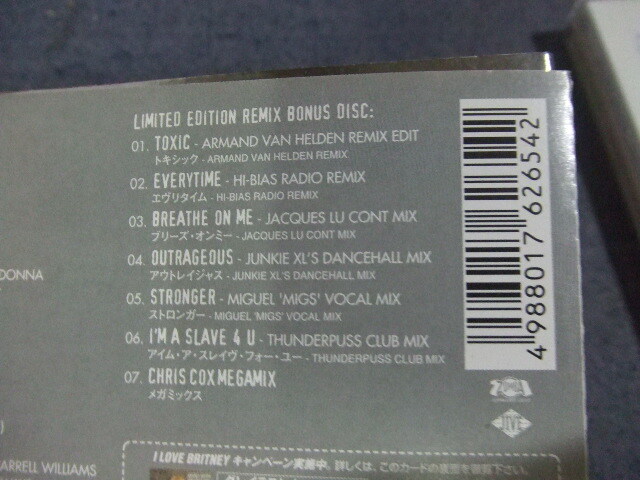 LIMITED EDITION REMIX BONUS DISC:
01. TOXIC - ARMAND VAN HELDEN REMIX EDIT
トキシック - ARMAND VAN HELDEN REMIX
02. EVERYTIME - HI-BIAS RADIO REMIX
エヴリタイム - HI-BIAS RADIO REMIX
03. BREATHE ON ME - JACQUES LU CONT MIX
ブリーズ・オンミー - JACQUES LU CONT MIX
04. OUTRAGEOUS - JUNKIE XL'S DANCEHALL MIX
アウトレイジャス - JUNKIE XL'S DANCEHALL MIX
05. STRONGER - MIGUEL 'MIGS' VOCAL MIX
ストロンガー - MIGUEL 'MIGS' VOCAL MIX
06. I'M A SLAVE 4 U - THUNDERPUSS CLUB MIX
アイム・ア・スレイヴ・フォー・ユー - THUNDERPUSS CLUB MIX
07. CHRIS COX MEGAMIX
メガミックス
4 988017 626542
ZOMBA
JIVE
DONNA
ARRELL WILLIAMS
I LOVE BRITNEY キャンペーン実施中。詳しくは、このカードの裏面を御覧下さい。